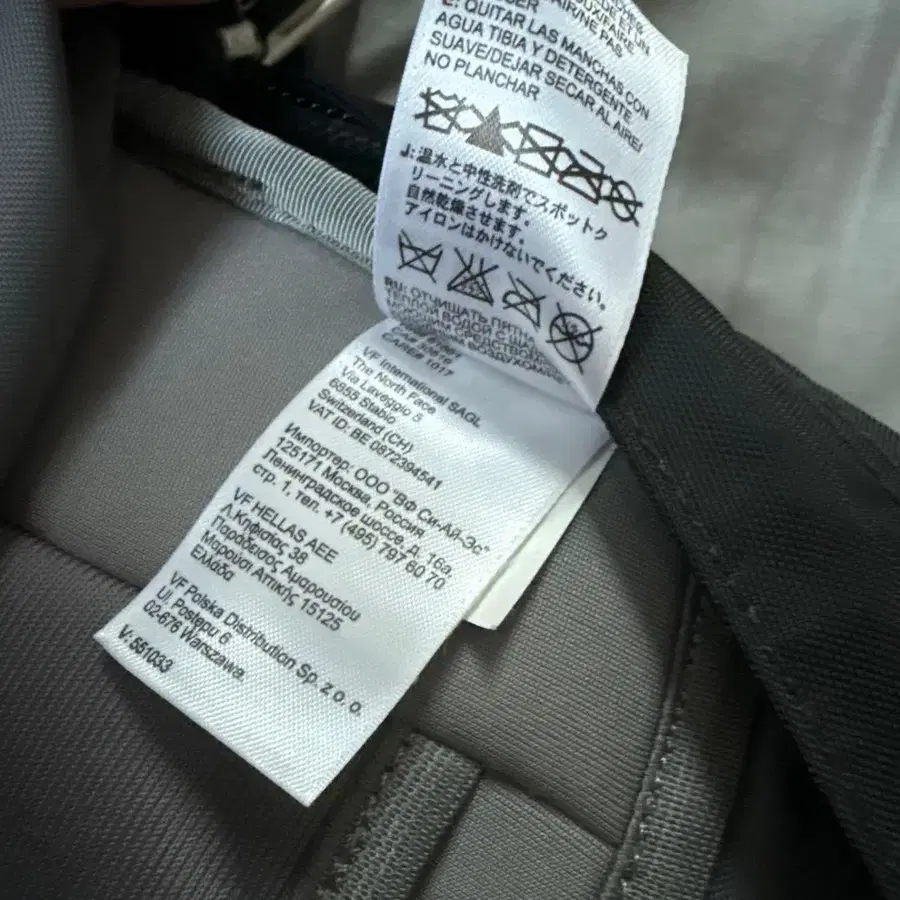 E: QUITAR LAS MANCHAS CON
AGUA TIBIA Y DETERGENTE
SUAVE/DEJAR SECAR AL AIRE/
NO PLANCHAR
J: 温水と中性洗剤でスポットク
リーニングします。
自然乾燥させます。
アイロンはかけないでください。
RU: ОТЧИЩАТЬ ПЯТНА
ТЕПЛОЙ ВОДОЙ С
CA# 30516
VF International SAGL
The North Face
Via Laveggio 5
6855 Stabio
Switzerland (CH)
VAT ID: BE 0872394541
Импортер: ООО "ВФ Си-Ай-Эс"
125171 Москва, Россия
Ленинградское шоссе, д. 16а,
стр. 1, тел. +7 (495) 797 60 70
VF HELLAS AEE
Λ.Κηφισίας 38
Παράδεισος Αμαρουσίου
Μαρούσι Αττικής 15125
Ελλάδα
VF Polska Distribution Sp. z o. o.
Ul. Postępu 6
02-676 Warszawa
V: 551033